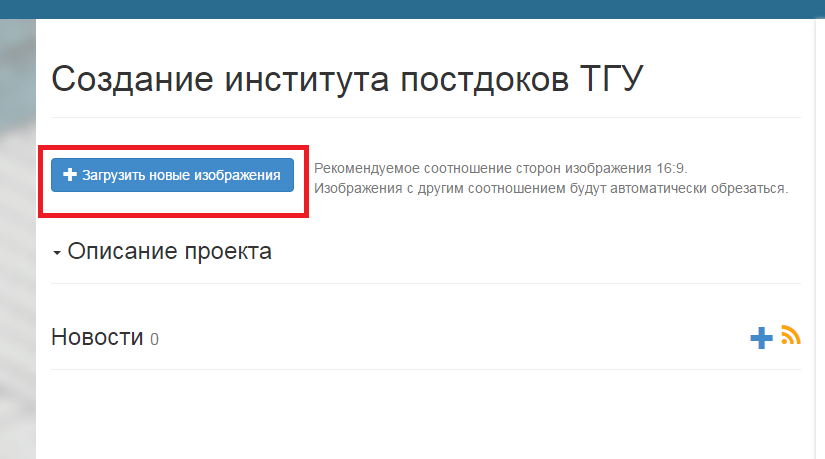 Создание института постдоков ТГУ
Загрузить новые изображения
Рекомендуемое соотношение сторон изображения 16:9.
Изображения с другим соотношением будут автоматически обрезаться.
Описание проекта
Новости 0